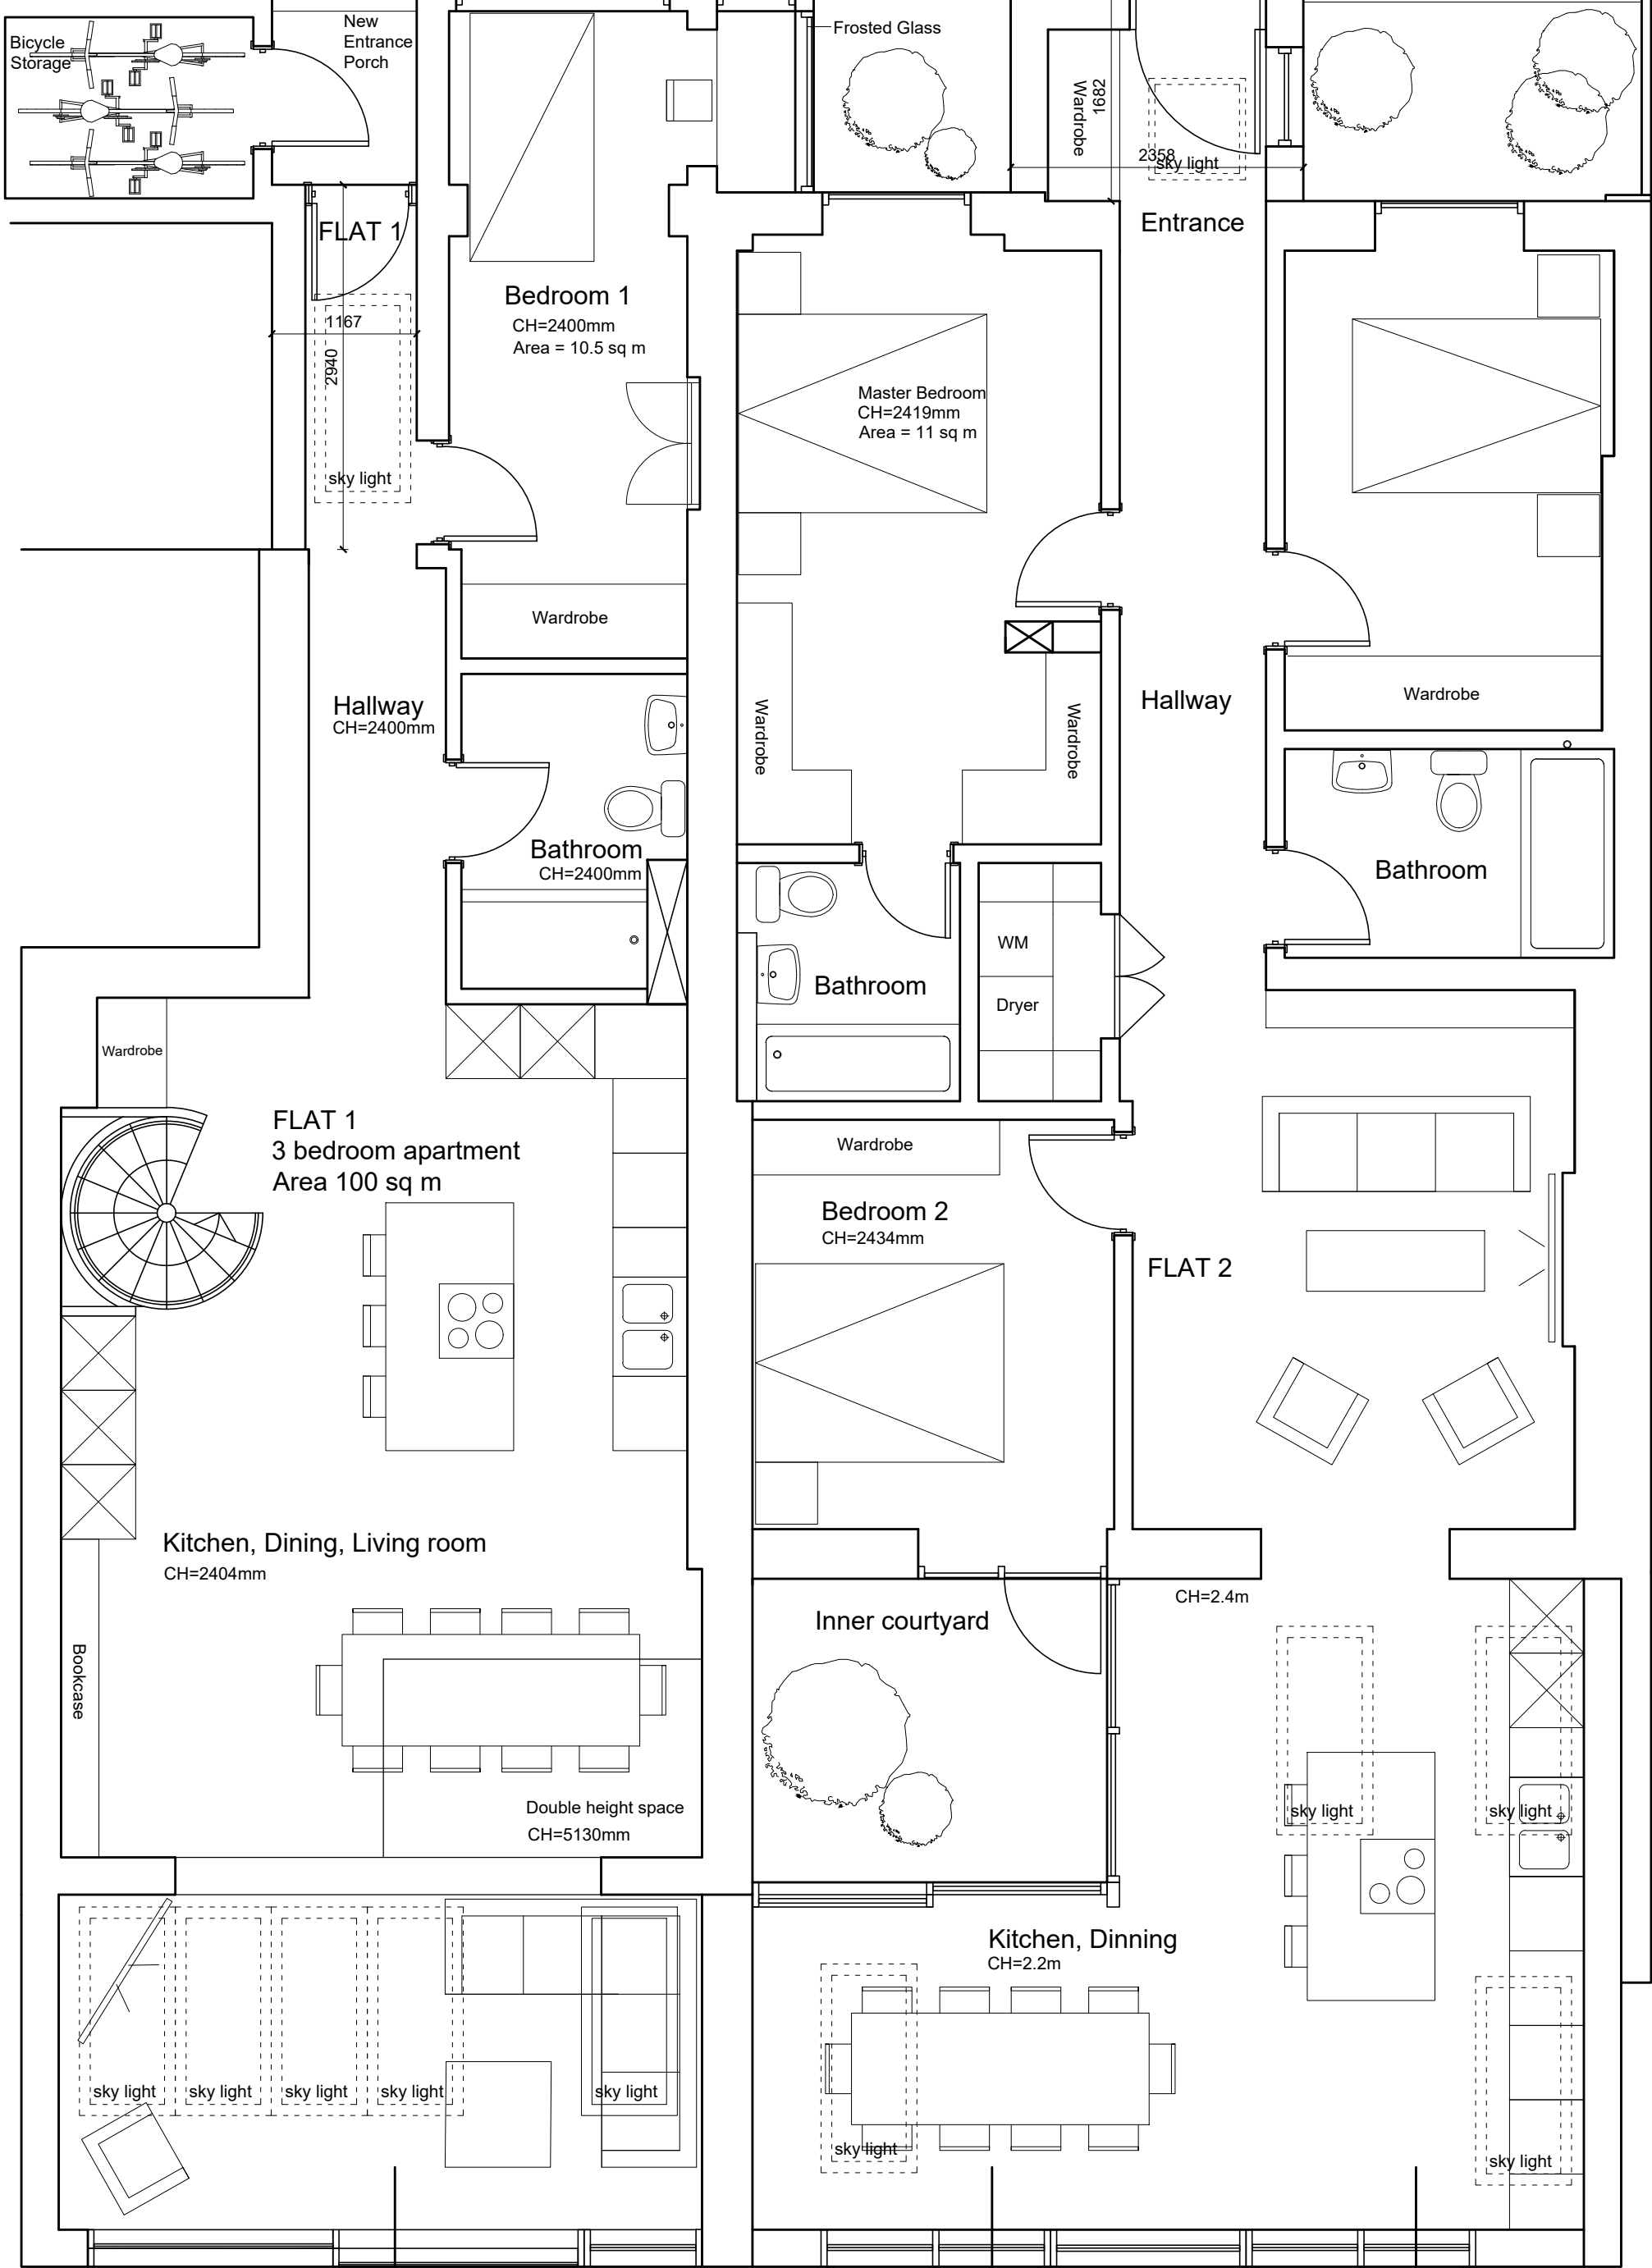 Bicycle
Storage
New
Entrance
Porch
Frosted Glass
Wardrobe
1682
2358
sky light
FLAT 1
Entrance
Bedroom 1
CH=2400mm
Area = 10.5 sq m
1167
2940
sky light
Master Bedroom
CH=2419mm
Area = 11 sq m
Wardrobe
Hallway
CH=2400mm
Hallway
Wardrobe
Wardrobe
Wardrobe
Bathroom
CH=2400mm
Bathroom
WM
Bathroom
Dryer
Wardrobe
FLAT 1
3 bedroom apartment
Area 100 sq m
Wardrobe
Bedroom 2
CH=2434mm
FLAT 2
Kitchen, Dining, Living room
CH=2404mm
CH=2.4m
Inner courtyard
Bookcase
Double height space
CH=5130mm
sky light
sky light
Kitchen, Dinning
CH=2.2m
sky light
sky light
sky light
sky light
sky light
sky light
sky light